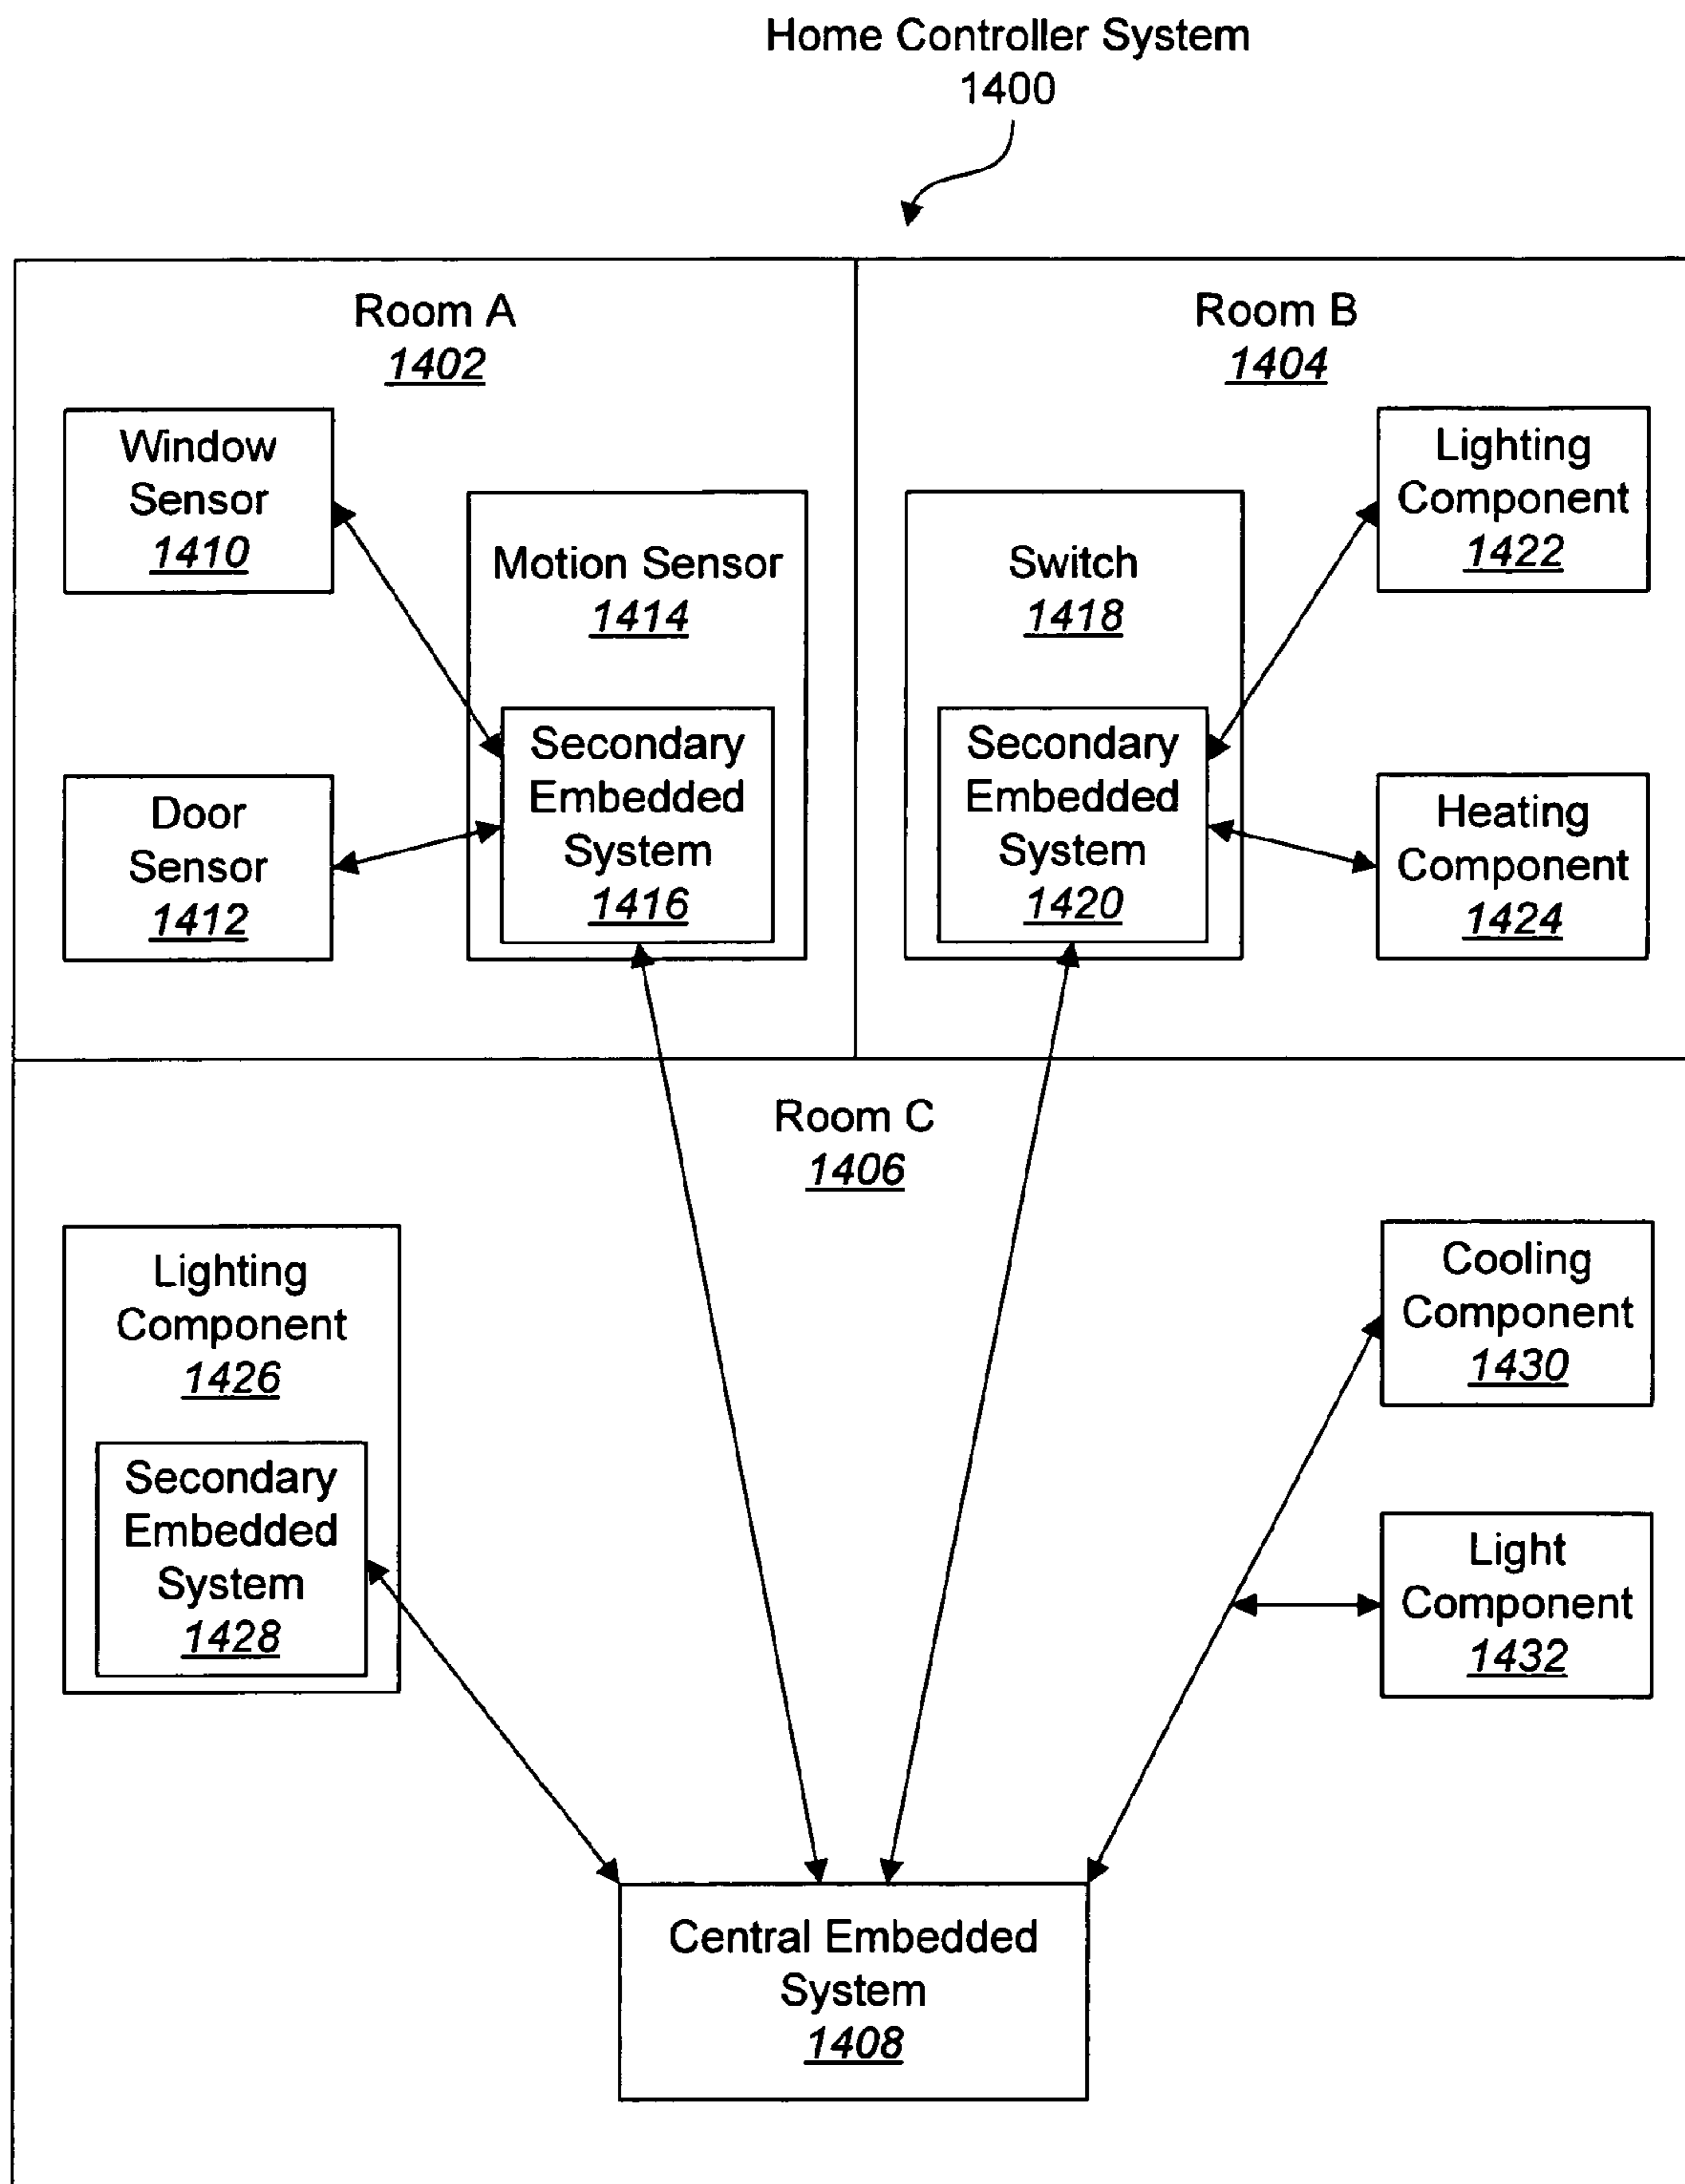 Home Controller System
1400
Room A
1402
Window
Sensor
1410
Motion Sensor
1414
Secondary
Embedded
System
1416
Door
Sensor
1412
Room B
1404
Switch
1418
Secondary
Embedded
System
1420
Lighting
Component
1422
Heating
Component
1424
Room C
1406
Lighting
Component
1426
Secondary
Embedded
System
1428
Cooling
Component
1430
Light
Component
1432
Central Embedded
System
1408